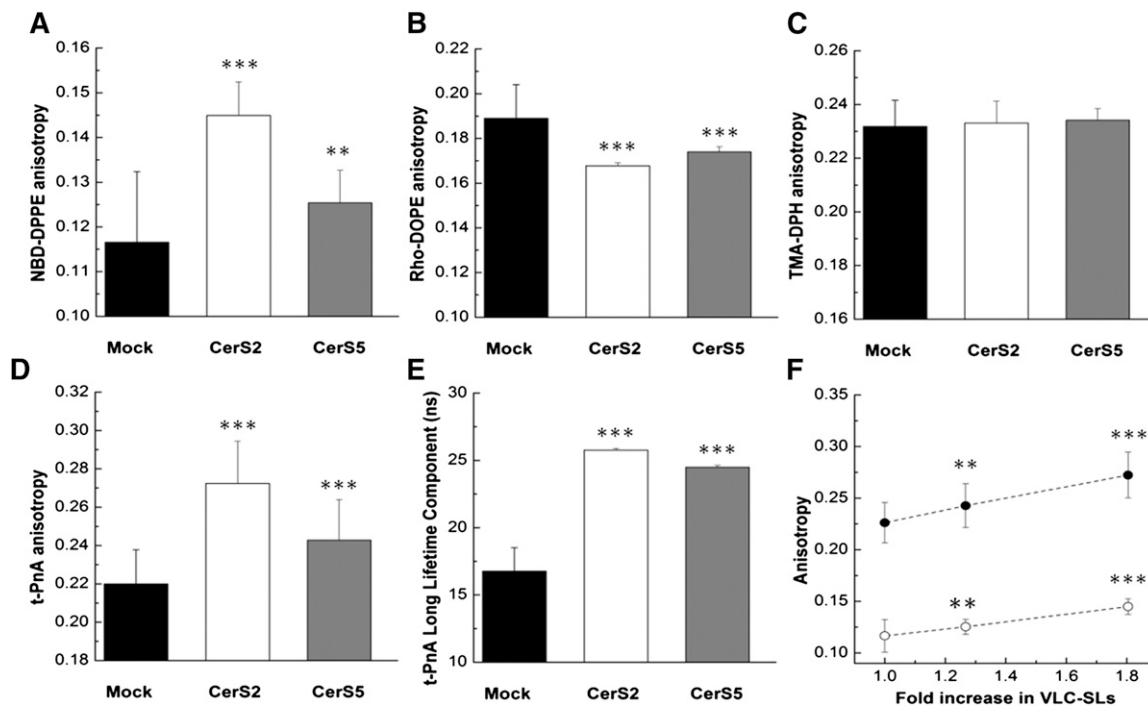 A
NBD-DPPE anisotropy
0.16
0.15
0.14
0.13
0.12
0.11
0.10
***
**
Mock CerS2 CerS5
B
Rho-DOPE anisotropy
0.22
0.20
0.18
0.16
0.14
0.12
0.10
***
***
Mock CerS2 CerS5
C
TMA-DPH anisotropy
0.26
0.24
0.22
0.20
0.18
0.16
Mock CerS2 CerS5
D
t-PnA anisotropy
0.32
0.30
0.28
0.26
0.24
0.22
0.20
0.18
***
***
Mock CerS2 CerS5
E
t-PnA Long Lifetime Component (ns)
30
25
20
15
10
***
***
Mock CerS2 CerS5
F
Anisotropy
0.35
0.30
0.25
0.20
0.15
0.10
**
***
**
***
1.0 1.2 1.4 1.6 1.8
Fold increase in VLC-SLs